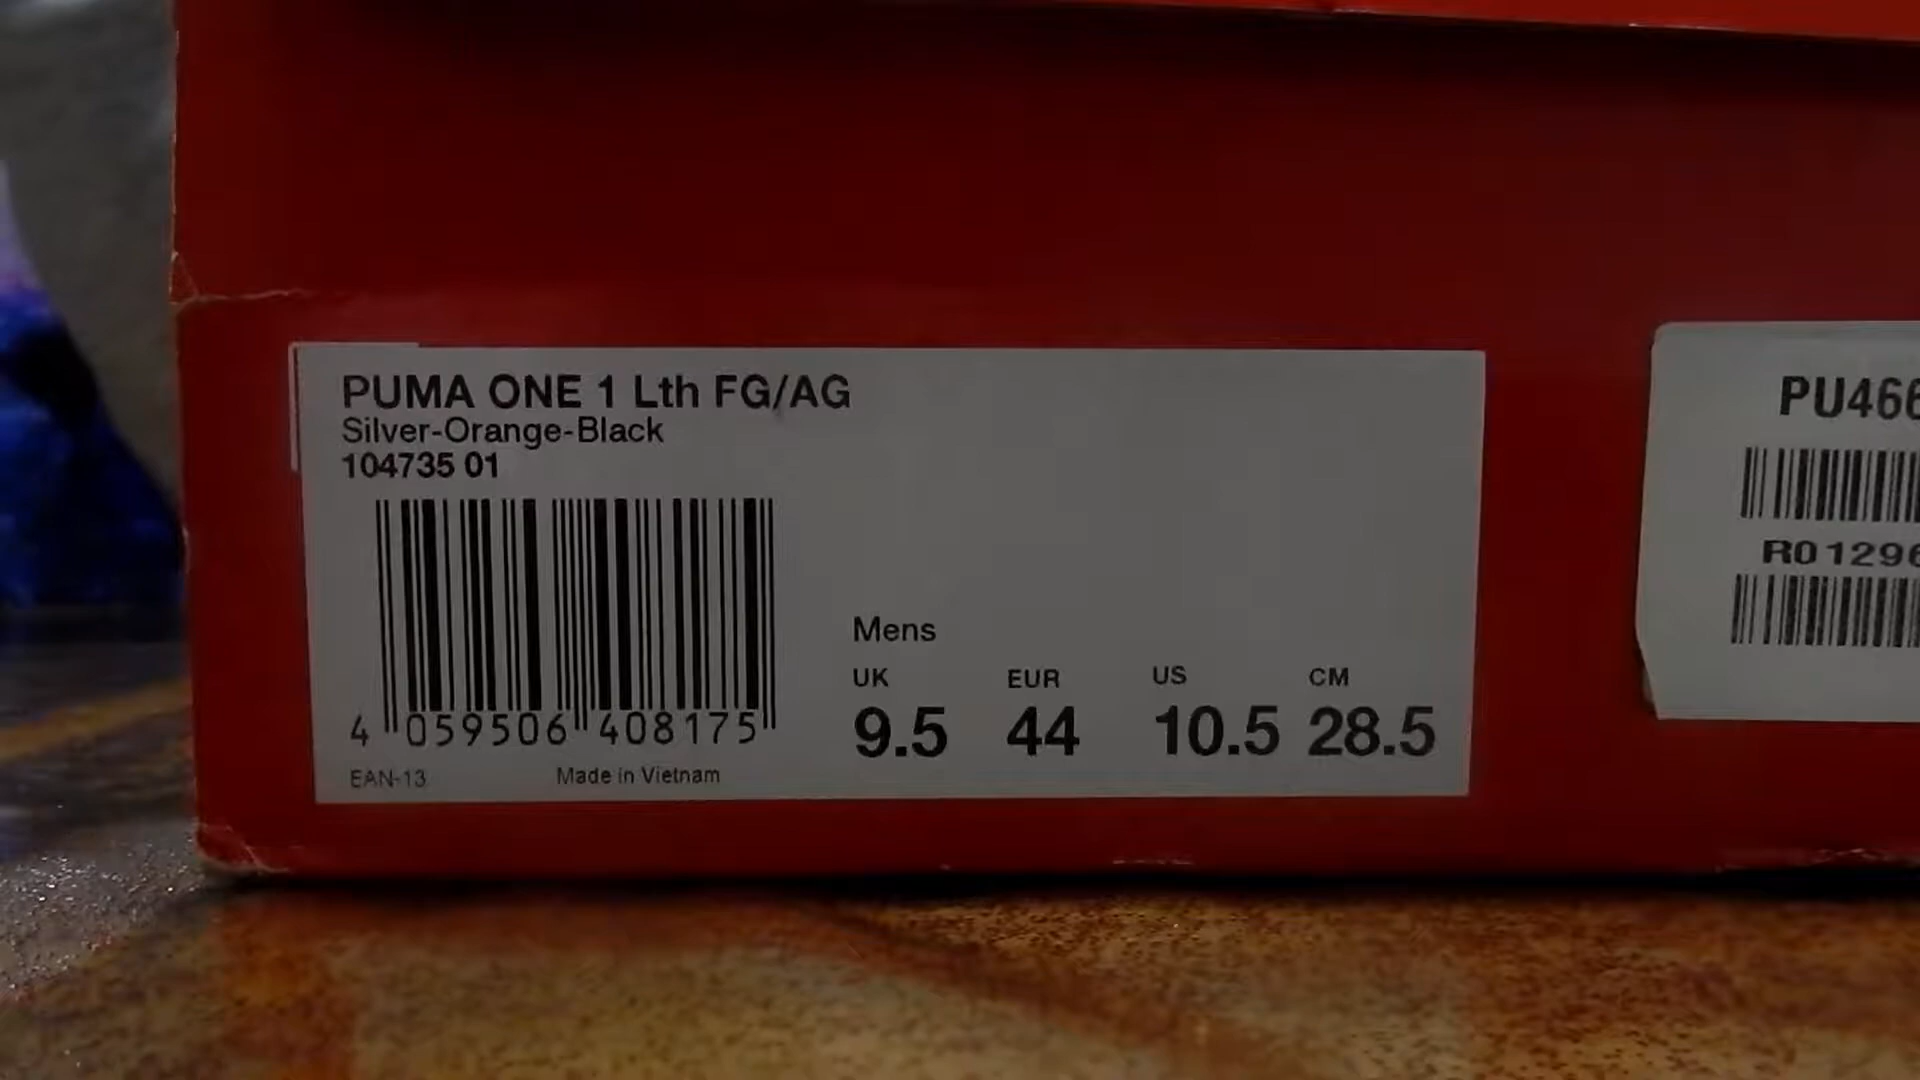 PUMA ONE 1 Lth FG/AG
Silver-Orange-Black
104735 01
4 059506 408175
EAN-13 Made in Vietnam
Mens
UK EUR US CM
9.5 44 10.5 28.5
PU466
R01296